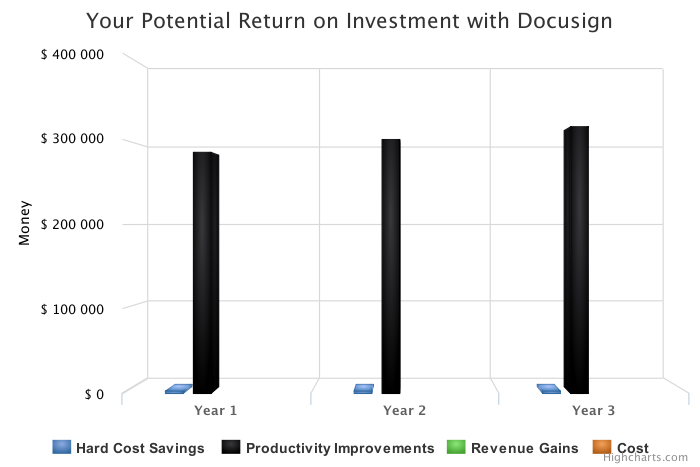 Your Potential Return on Investment with Docusign
$ 400 000
$ 300 000
$ 200 000
$ 100 000
$ 0
Money
Year 1
Year 2
Year 3
Hard Cost Savings
Productivity Improvements
Revenue Gains
Cost
Highcharts.com